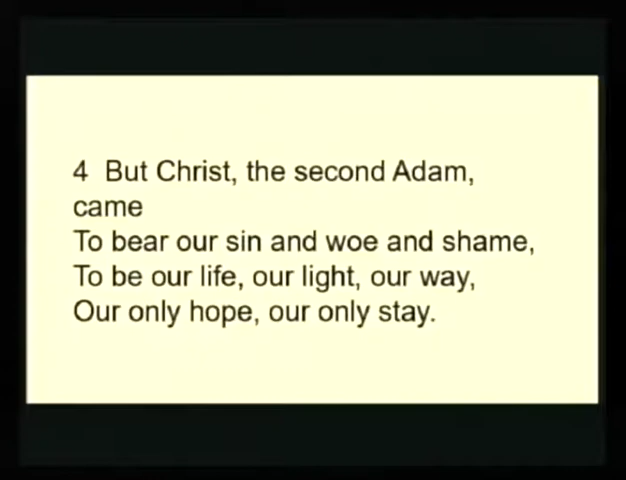 4 But Christ, the second Adam,
came
To bear our sin and woe and shame,
To be our life, our light, our way,
Our only hope, our only stay.